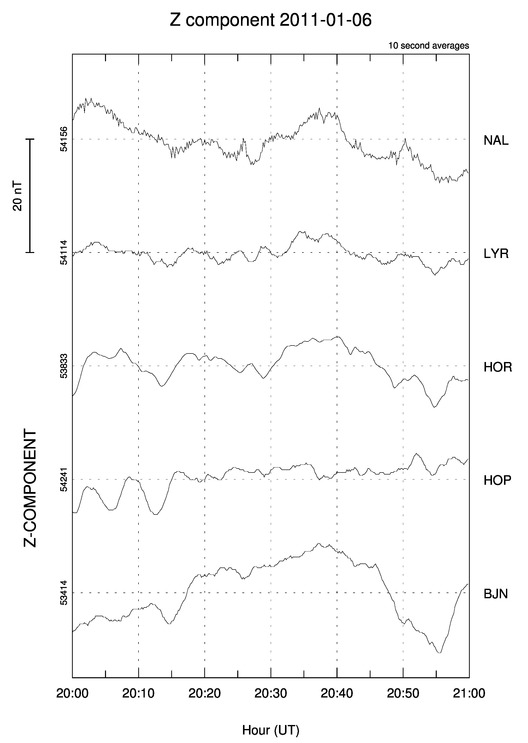 Z component 2011-01-06
10 second averages
54156
NAL
20 nT
54114
LYR
53833
HOR
54241
HOP
Z-COMPONENT
53414
BJN
20:00 20:10 20:20 20:30 20:40 20:50 21:00
Hour (UT)